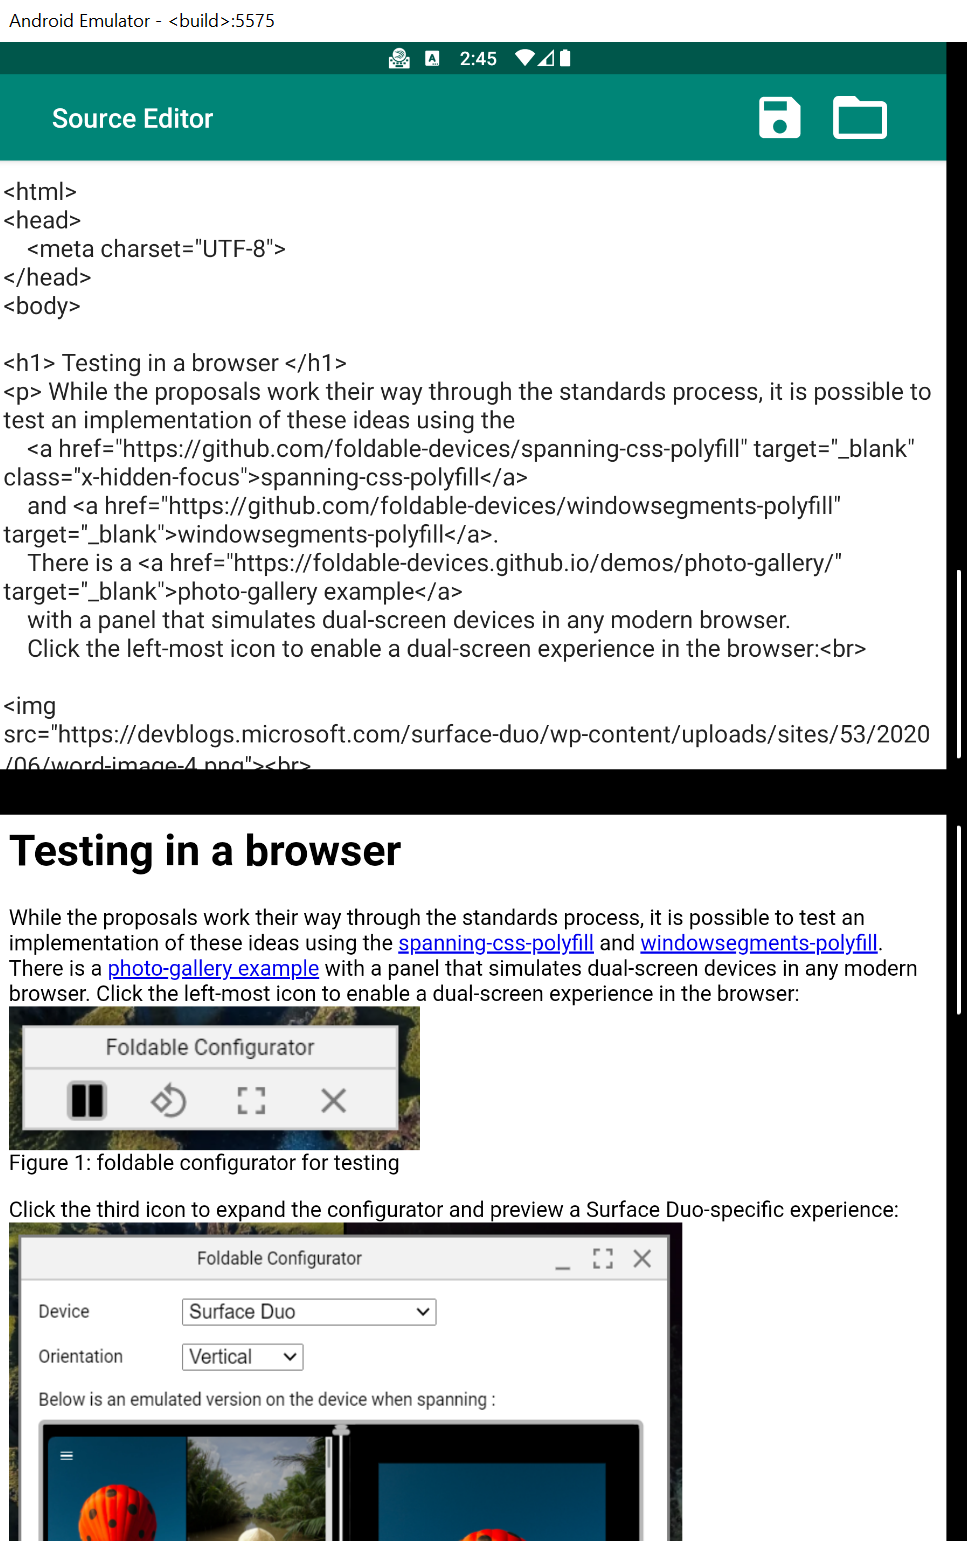 Android Emulator - <build>:5575
2:45
Source Editor
<html>
<head>
<meta charset="UTF-8">
</head>
<body>
<h1> Testing in a browser </h1>
<p> While the proposals work their way through the standards process, it is possible to
test an implementation of these ideas using the
<a href="https://github.com/foldable-devices/spanning-css-polyfill" target="_blank"
class="x-hidden-focus">spanning-css-polyfill</a>
and <a href="https://github.com/foldable-devices/windowsegments-polyfill"
target="_blank">windowsegments-polyfill</a>.
There is a <a href="https://foldable-devices.github.io/demos/photo-gallery/"
target="_blank">photo-gallery example</a>
with a panel that simulates dual-screen devices in any modern browser.
Click the left-most icon to enable a dual-screen experience in the browser:<br>
<img
src="https://devblogs.microsoft.com/surface-duo/wp-content/uploads/sites/53/2020
/06/word-image-4.png"><br>
Testing in a browser
While the proposals work their way through the standards process, it is possible to test an
implementation of these ideas using the spanning-css-polyfill and windowsegments-polyfill.
There is a photo-gallery example with a panel that simulates dual-screen devices in any modern
browser. Click the left-most icon to enable a dual-screen experience in the browser:
Foldable Configurator
Figure 1: foldable configurator for testing
Click the third icon to expand the configurator and preview a Surface Duo-specific experience:
Foldable Configurator
Device Surface Duo
Orientation Vertical
Below is an emulated version on the device when spanning :